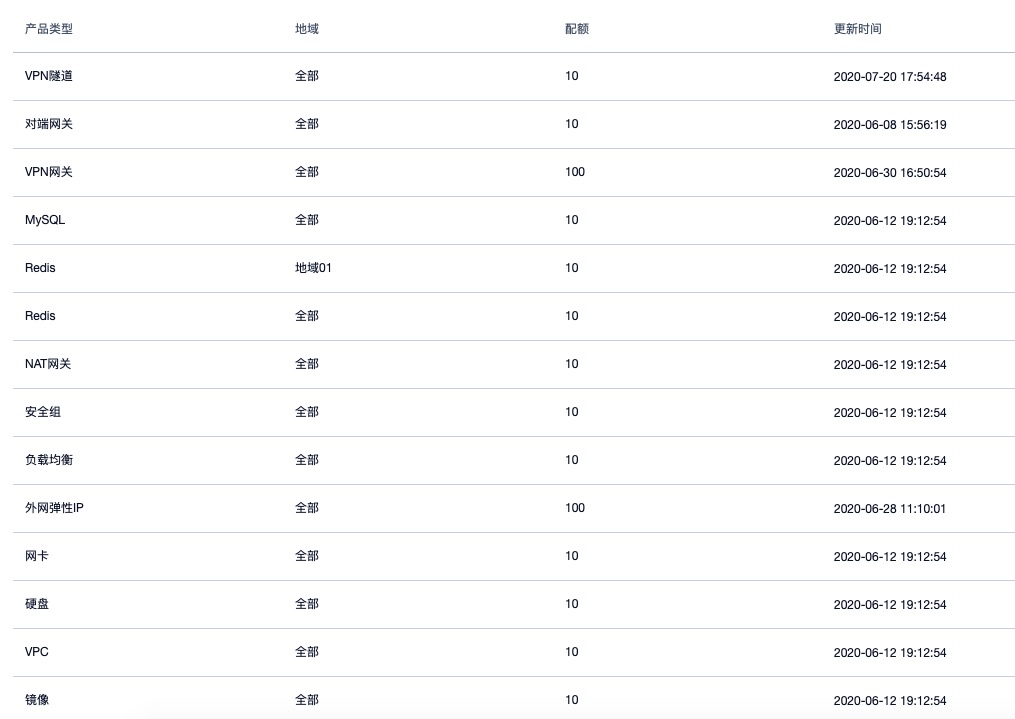 产品类型 地域 配额 更新时间
VPN隧道 全部 10 2020-07-20 17:54:48
对端网关 全部 10 2020-06-08 15:56:19
VPN网关 全部 100 2020-06-30 16:50:54
MySQL 全部 10 2020-06-12 19:12:54
Redis 地域01 10 2020-06-12 19:12:54
Redis 全部 10 2020-06-12 19:12:54
NAT网关 全部 10 2020-06-12 19:12:54
安全组 全部 10 2020-06-12 19:12:54
负载均衡 全部 10 2020-06-12 19:12:54
外网弹性IP 全部 100 2020-06-28 11:10:01
网卡 全部 10 2020-06-12 19:12:54
硬盘 全部 10 2020-06-12 19:12:54
VPC 全部 10 2020-06-12 19:12:54
镜像 全部 10 2020-06-12 19:12:54